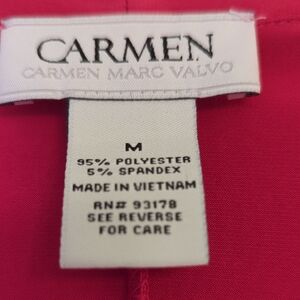 CARMEN
CARMEN MARC VALVO
M
95% POLYESTER
5% SPANDEX
MADE IN VIETNAM
RN# 93178
SEE REVERSE
FOR CARE